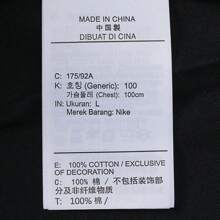 MADE IN CHINA
中國製
DIBUAT DI CINA
C: 175/92A
K: 호칭 (Generic): 100
가슴둘레 (Chest): 100cm
IN: Ukuran: L
Merek Barang: Nike
E: 100% COTTON / EXCLUSIVE
OF DECORATION
C: 100% 棉 / 不包括装饰部
分及非纤维物质
T: 100% 棉 /